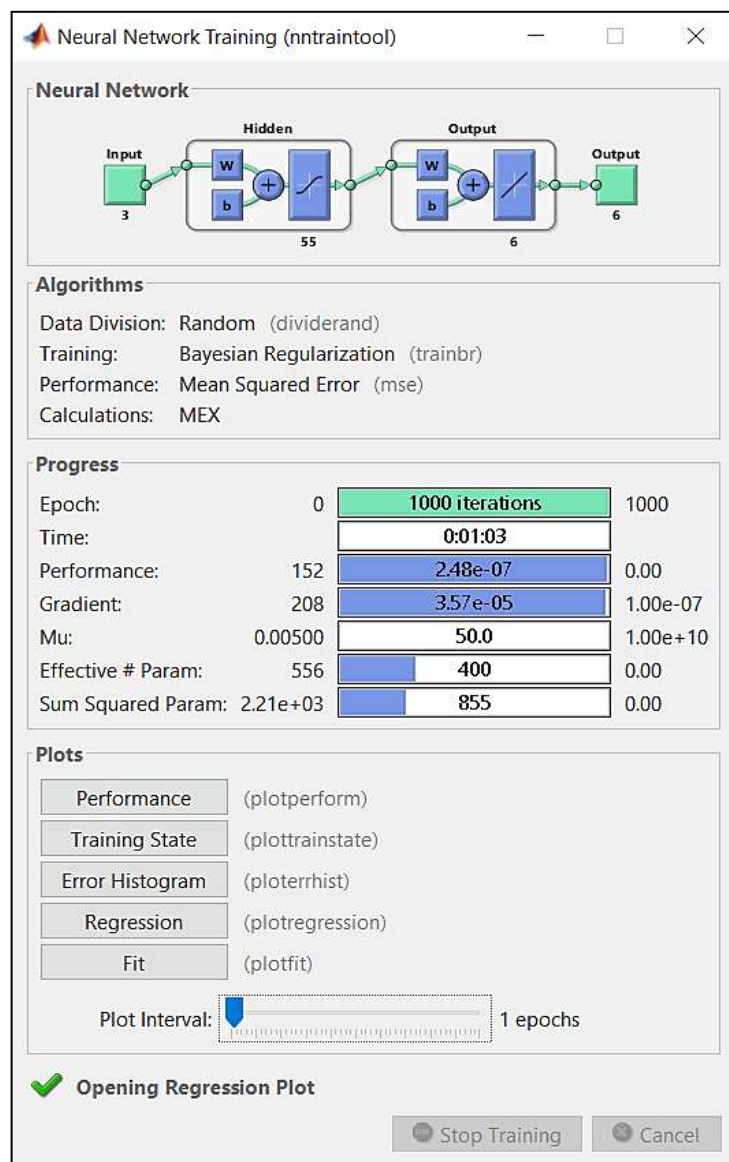 Neural Network Training (nntraintool)
Neural Network
Hidden Output
Input W b + W b + Output
3 55 6 6
Algorithms
Data Division: Random (dividerand)
Training: Bayesian Regularization (trainbr)
Performance: Mean Squared Error (mse)
Calculations: MEX
Progress
Epoch: 0 1000 iterations 1000
Time: 0:01:03
Performance: 152 2.48e-07 0.00
Gradient: 208 3.57e-05 1.00e-07
Mu: 0.00500 50.0 1.00e+10
Effective # Param: 556 400 0.00
Sum Squared Param: 2.21e+03 855 0.00
Plots
Performance (plotperform)
Training State (plottrainstate)
Error Histogram (ploterrhist)
Regression (plotregression)
Fit (plotfit)
Plot Interval: 1 epochs
Opening Regression Plot
Stop Training Cancel